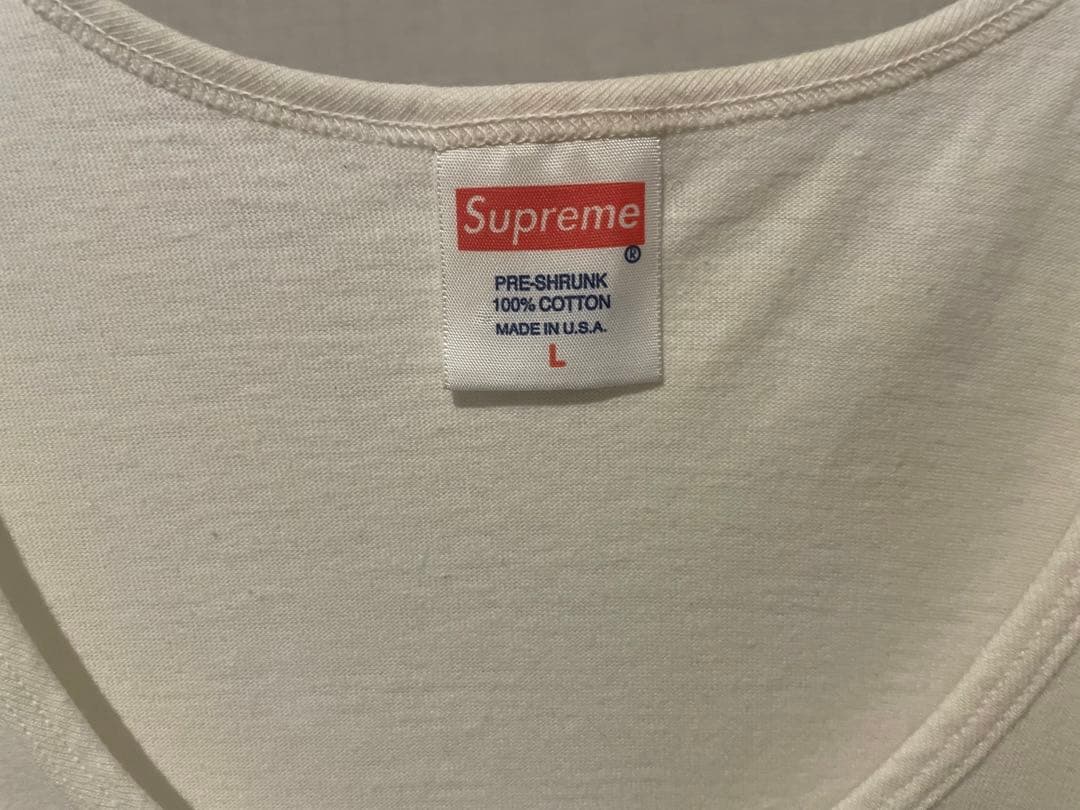 Supreme
®
PRE-SHRUNK
100% COTTON
MADE IN U.S.A.
L